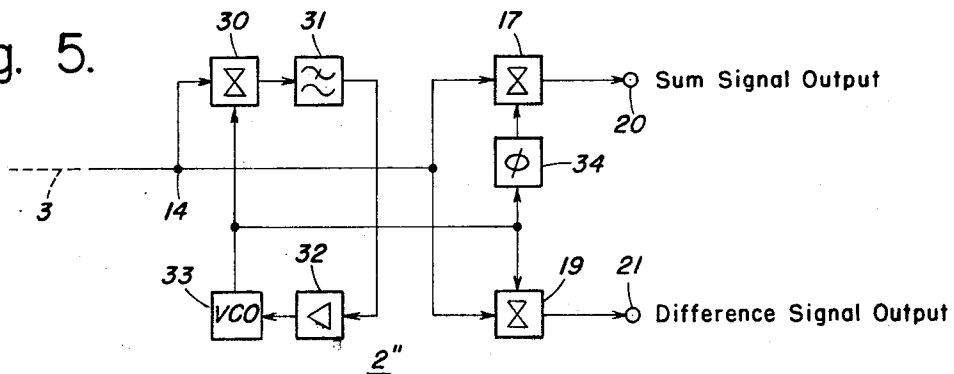 g. 5.
30 31 17
Sum Signal Output
20
φ 34
3 14
33 32 19 21
VCO
Difference Signal Output
2"